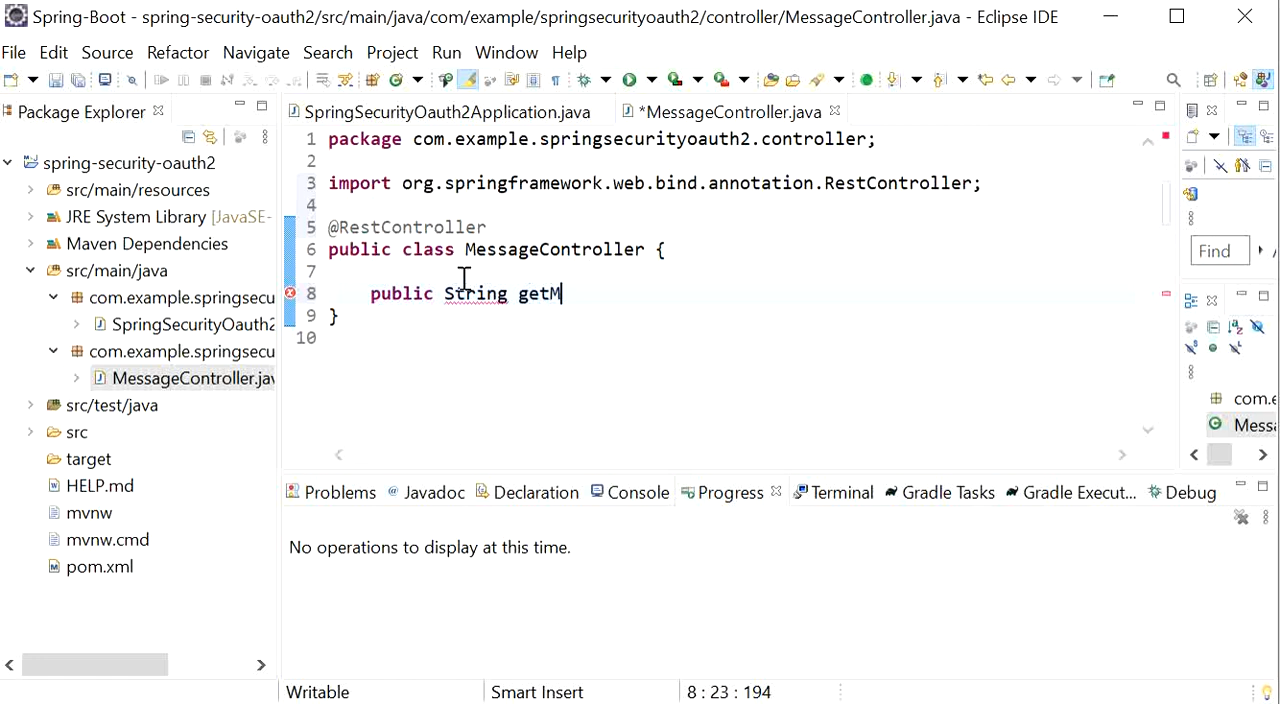 Spring-Boot - spring-security-oauth2/src/main/java/com/example/springsecurityoauth2/controller/MessageController.java - Eclipse IDE
File Edit Source Refactor Navigate Search Project Run Window Help
Package Explorer
SpringSecurityOauth2Application.java
*MessageController.java
spring-security-oauth2
src/main/resources
JRE System Library [JavaSE-
Maven Dependencies
src/main/java
com.example.springsecu
SpringSecurityOauth2
com.example.springsecu
MessageController.jav
src/test/java
src
target
HELP.md
mvnw
mvnw.cmd
pom.xml
1 package com.example.springsecurityoauth2.controller;
2
3 import org.springframework.web.bind.annotation.RestController;
4
5 @RestController
6 public class MessageController {
7
8 public String getM
9 }
10
Find
com.e
Messa
Problems Javadoc Declaration Console Progress Terminal Gradle Tasks Gradle Execut... Debug
No operations to display at this time.
Writable Smart Insert 8 : 23 : 194